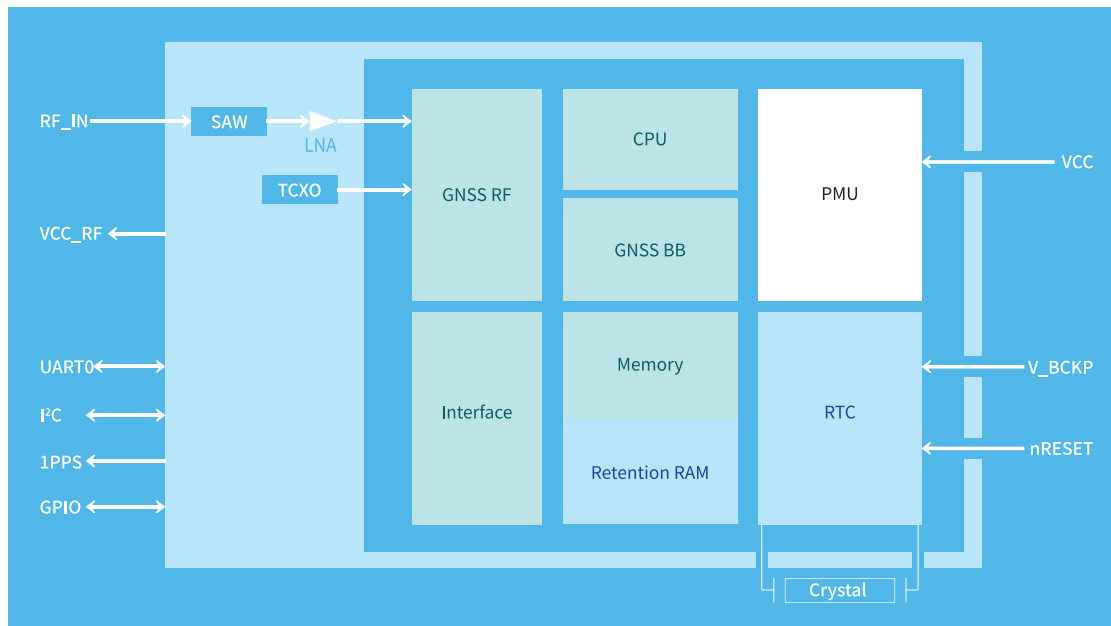 RF_IN
SAW
LNA
TCXO
GNSS RF
CPU
PMU
VCC
VCC_RF
GNSS BB
UART0
I²C
1PPS
GPIO
Interface
Memory
Retention RAM
RTC
V_BCKP
nRESET
Crystal